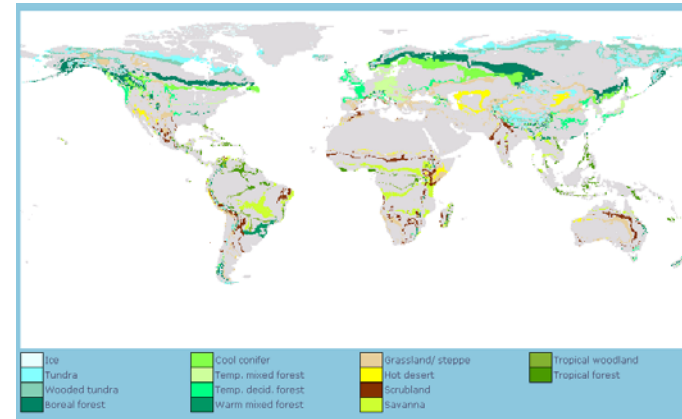 Ice
Tundra
Wooded tundra
Boreal forest
Cool conifer
Temp. mixed forest
Temp. decid. forest
Warm mixed forest
Grassland/ steppe
Hot desert
Scrubland
Savanna
Tropical woodland
Tropical forest